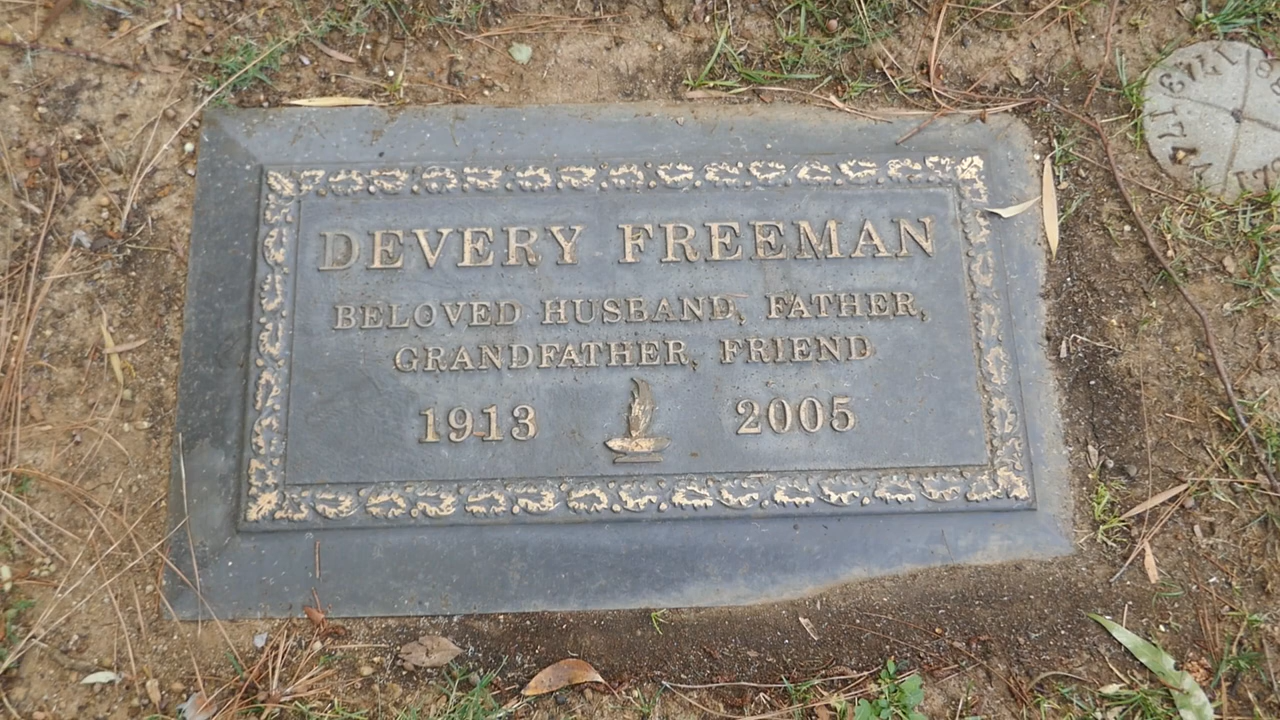 DEVERY FREEMAN
BELOVED HUSBAND, FATHER,
GRANDFATHER, FRIEND
1913 2005